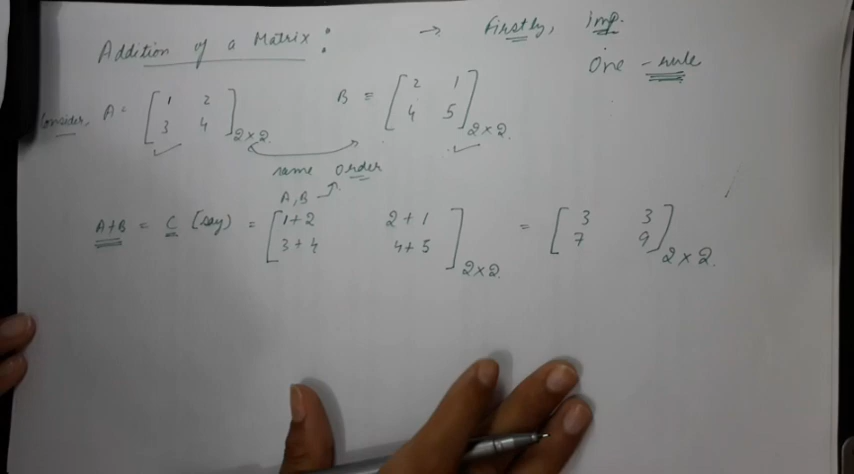 Addition of a Matrix :
→ Firstly, imp.
One - rule
Consider, A = [1 2 3 4]2×2 B = [2 1 4 5]2×2
same order
A, B
A+B = C (say) = [1+2 2+1 3+4 4+5]2×2 = [3 3 7 9]2×2